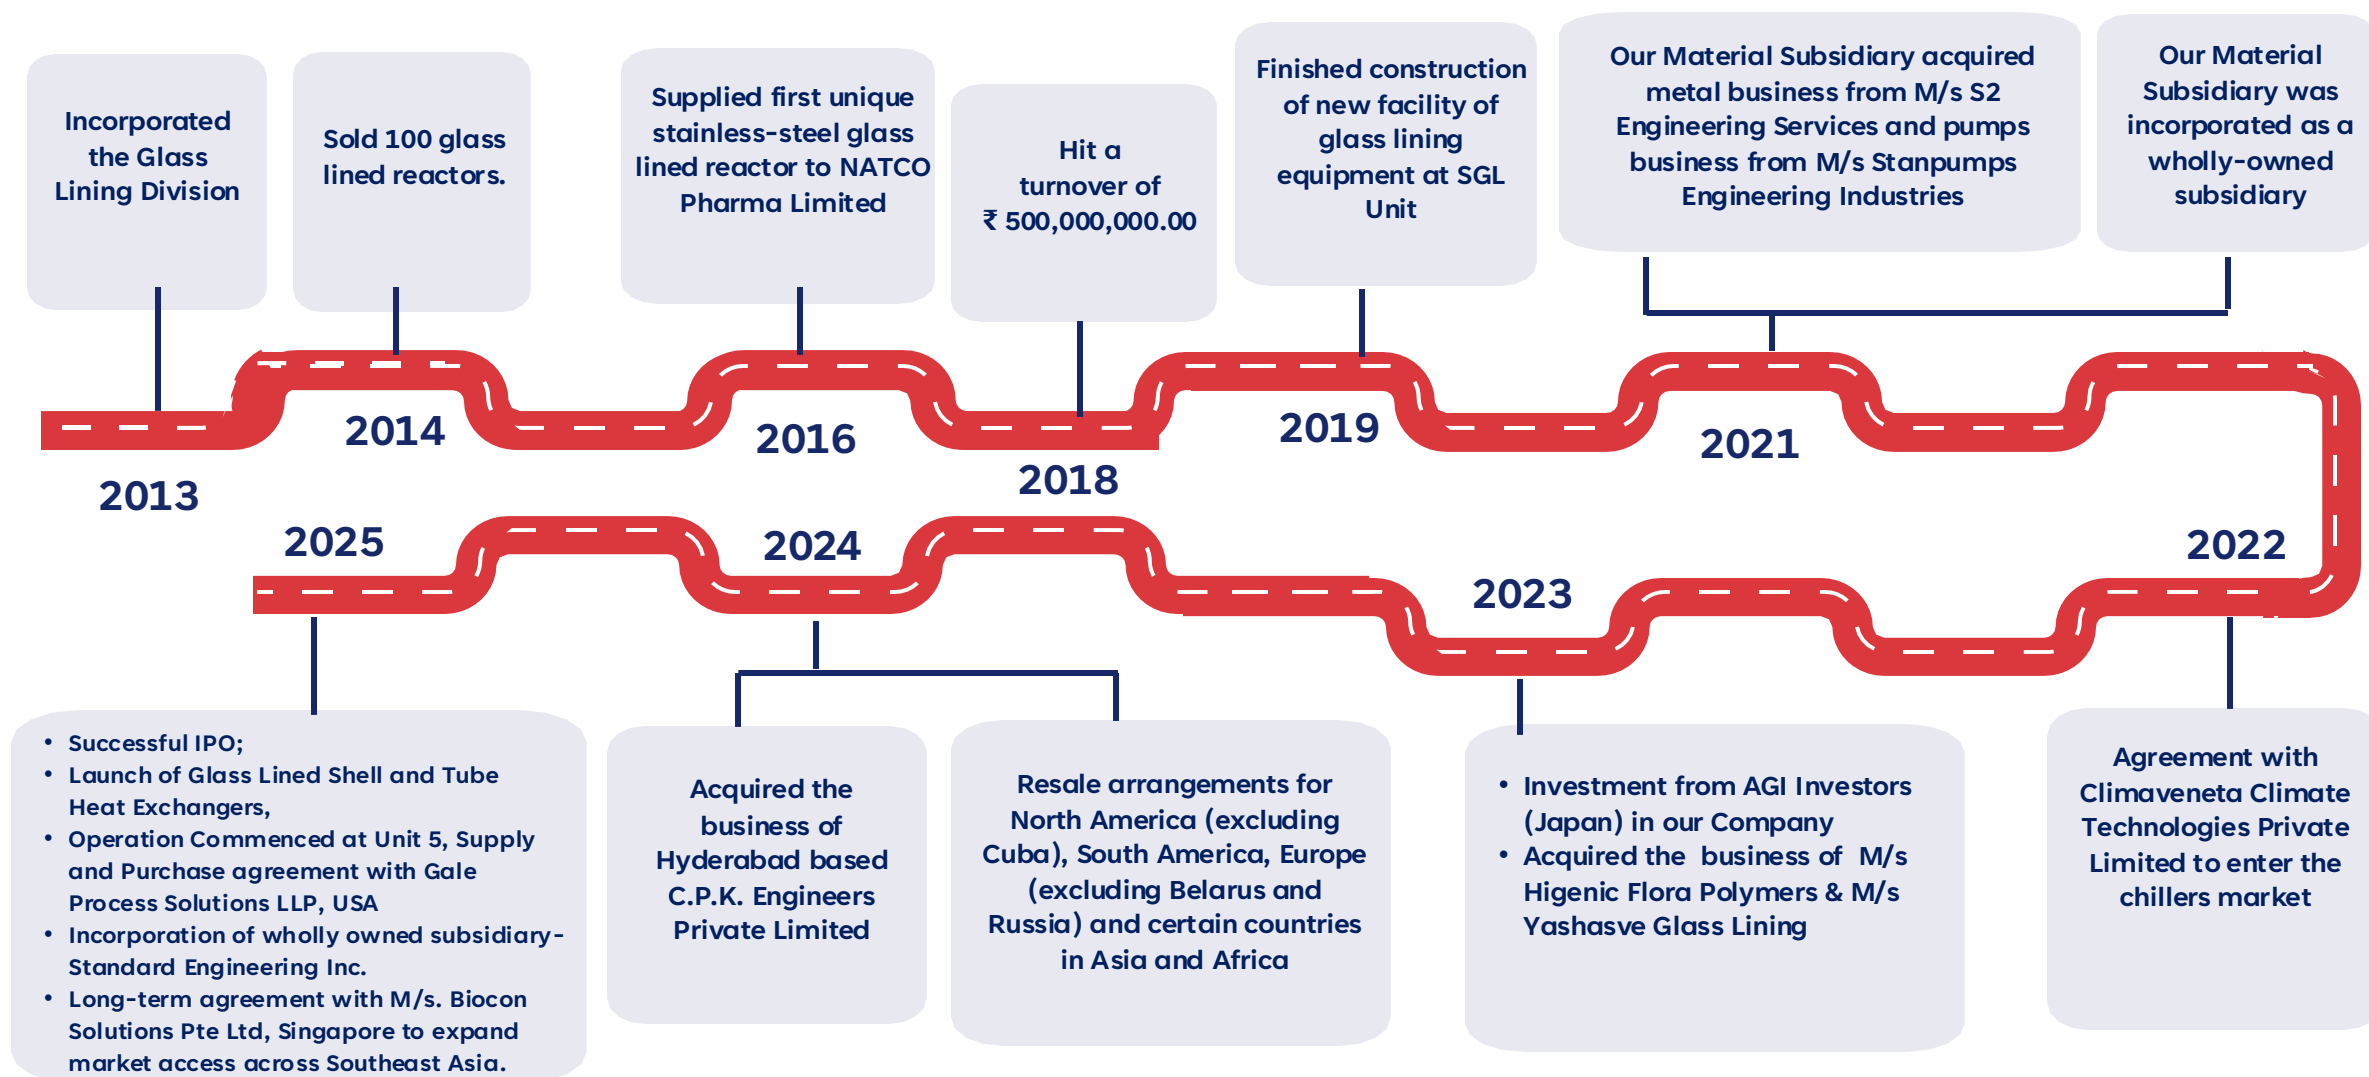 Incorporated
the Glass
Lining Division
2013
Sold 100 glass
lined reactors.
2014
Supplied first unique
stainless-steel glass
lined reactor to NATCO
Pharma Limited
2016
Hit a
turnover of
₹ 500,000,000.00
2018
Finished construction
of new facility of
glass lining
equipment at SGL
Unit
2019
Our Material Subsidiary acquired
metal business from M/s S2
Engineering Services and pumps
business from M/s Stanpumps
Engineering Industries
Our Material
Subsidiary was
incorporated as a
wholly-owned
subsidiary
2021
2022
Agreement with
Climaveneta Climate
Technologies Private
Limited to enter the
chillers market
2023
• Investment from AGI Investors
(Japan) in our Company
• Acquired the business of M/s
Higenic Flora Polymers & M/s
Yashasve Glass Lining
2024
Acquired the
business of
Hyderabad based
C.P.K. Engineers
Private Limited
Resale arrangements for
North America (excluding
Cuba), South America, Europe
(excluding Belarus and
Russia) and certain countries
in Asia and Africa
2025
• Successful IPO;
• Launch of Glass Lined Shell and Tube
Heat Exchangers,
• Operation Commenced at Unit 5, Supply
and Purchase agreement with Gale
Process Solutions LLP, USA
• Incorporation of wholly owned subsidiary-
Standard Engineering Inc.
• Long-term agreement with M/s. Biocon
Solutions Pte Ltd, Singapore to expand
market access across Southeast Asia.